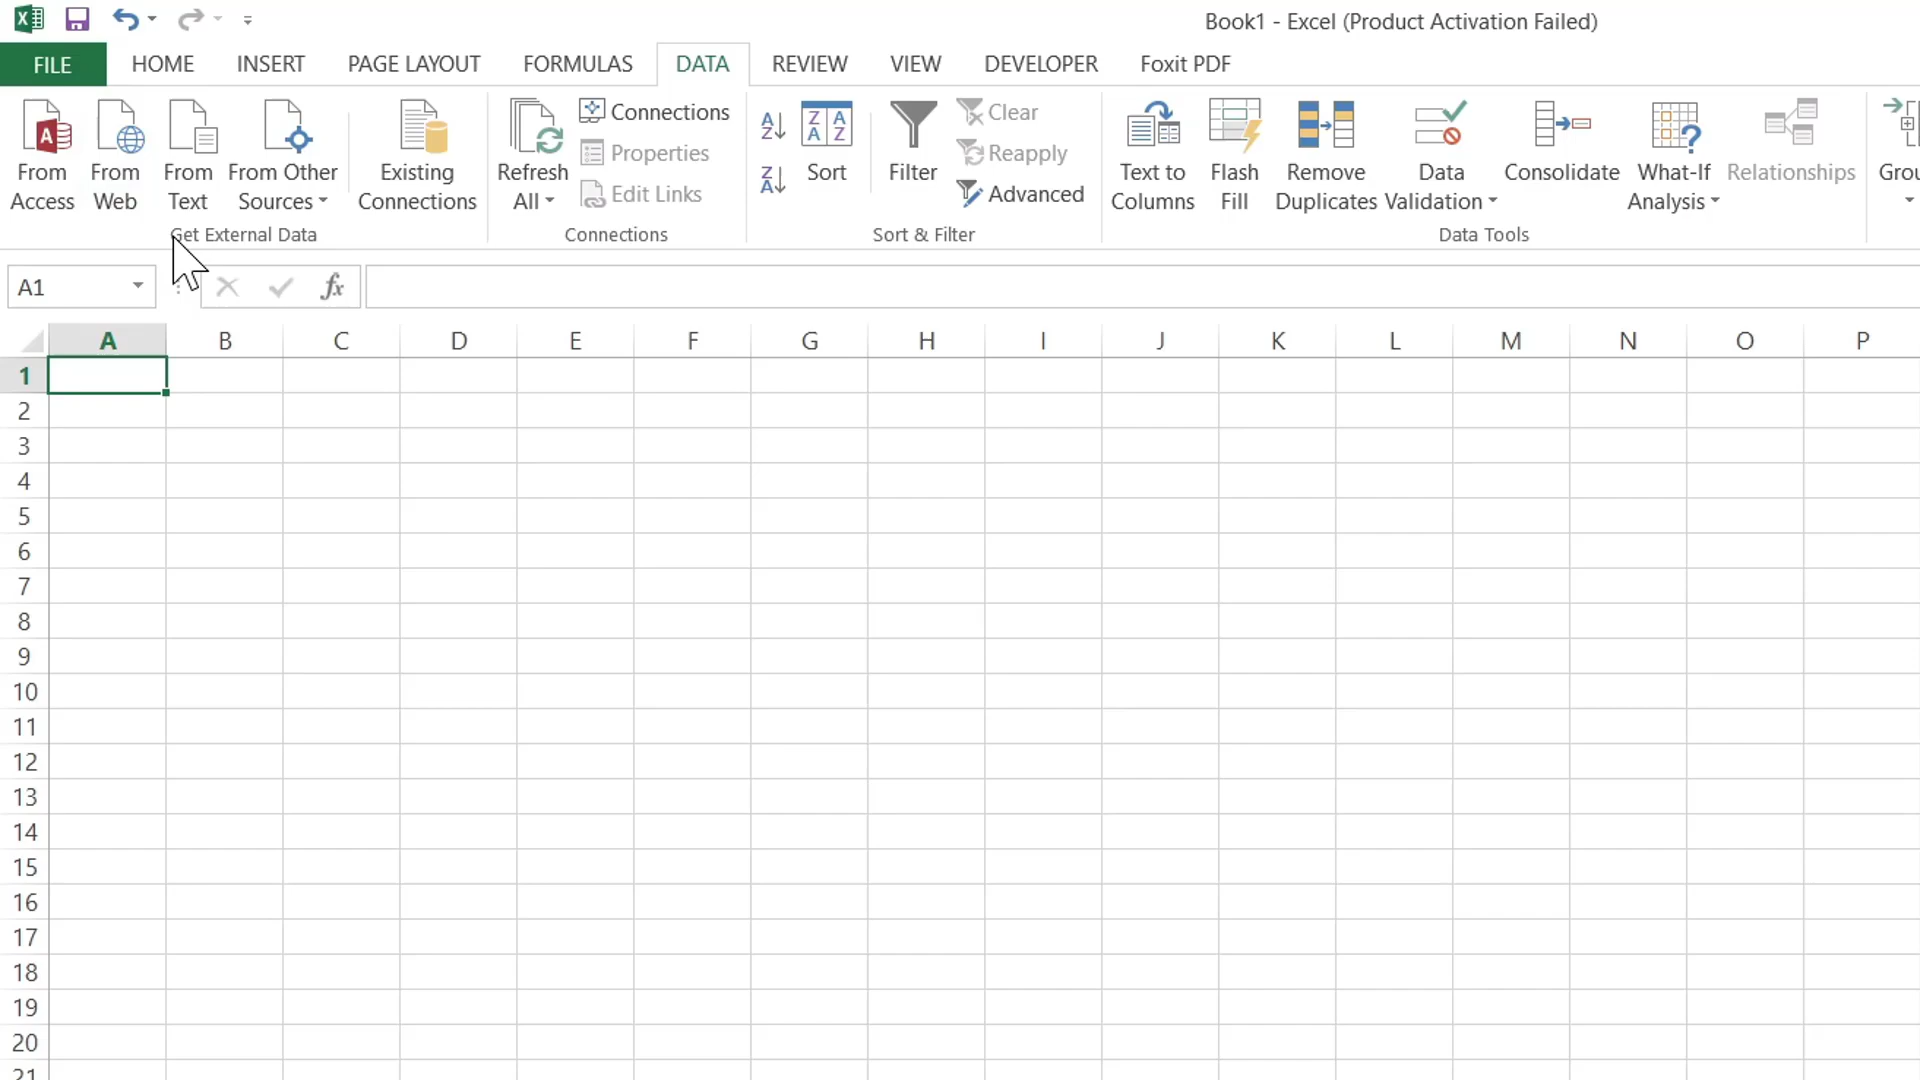 Book1 - Excel (Product Activation Failed)
FILE HOME INSERT PAGE LAYOUT FORMULAS DATA REVIEW VIEW DEVELOPER Foxit PDF
From Access
From Web
From Text
From Other Sources
Existing Connections
Get External Data
Refresh All
Connections
Properties
Edit Links
Connections
Sort
Filter
Clear
Reapply
Advanced
Sort & Filter
Text to Columns
Flash Fill
Remove Duplicates
Data Validation
Consolidate
What-If Analysis
Relationships
Data Tools
A1
fx
A B C D E F G H I J K L M N O P
1
2
3
4
5
6
7
8
9
10
11
12
13
14
15
16
17
18
19
20
21